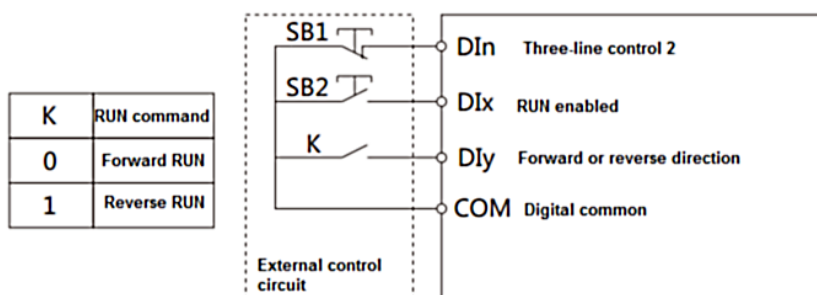 SB1
DIn Three-line control 2
SB2
DIx RUN enabled
K RUN command
0 Forward RUN
1 Reverse RUN
K
DIy Forward or reverse direction
COM Digital common
External control
circuit